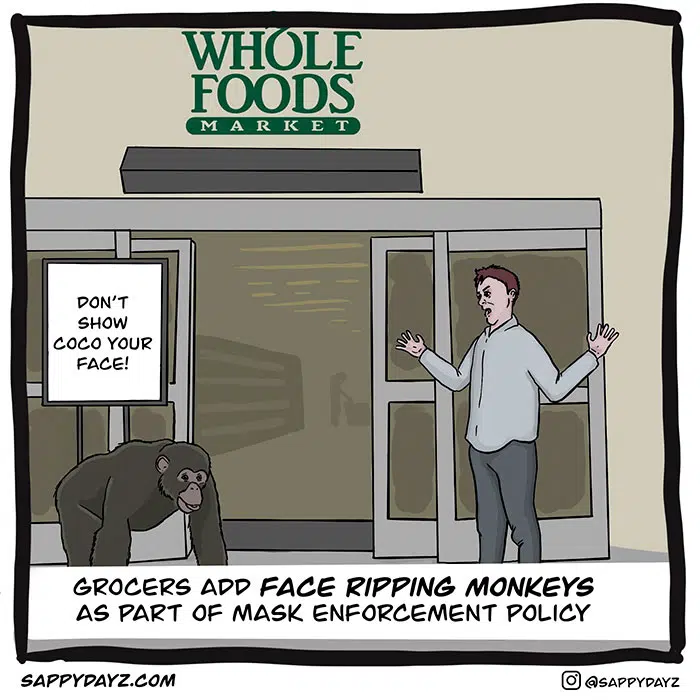 WHOLE
FOODS
MARKET
DON'T
SHOW
COCO YOUR
FACE!
GROCERS ADD FACE RIPPING MONKEYS
AS PART OF MASK ENFORCEMENT POLICY
SAPPYDAYZ.COM
@SAPPYDAYZ